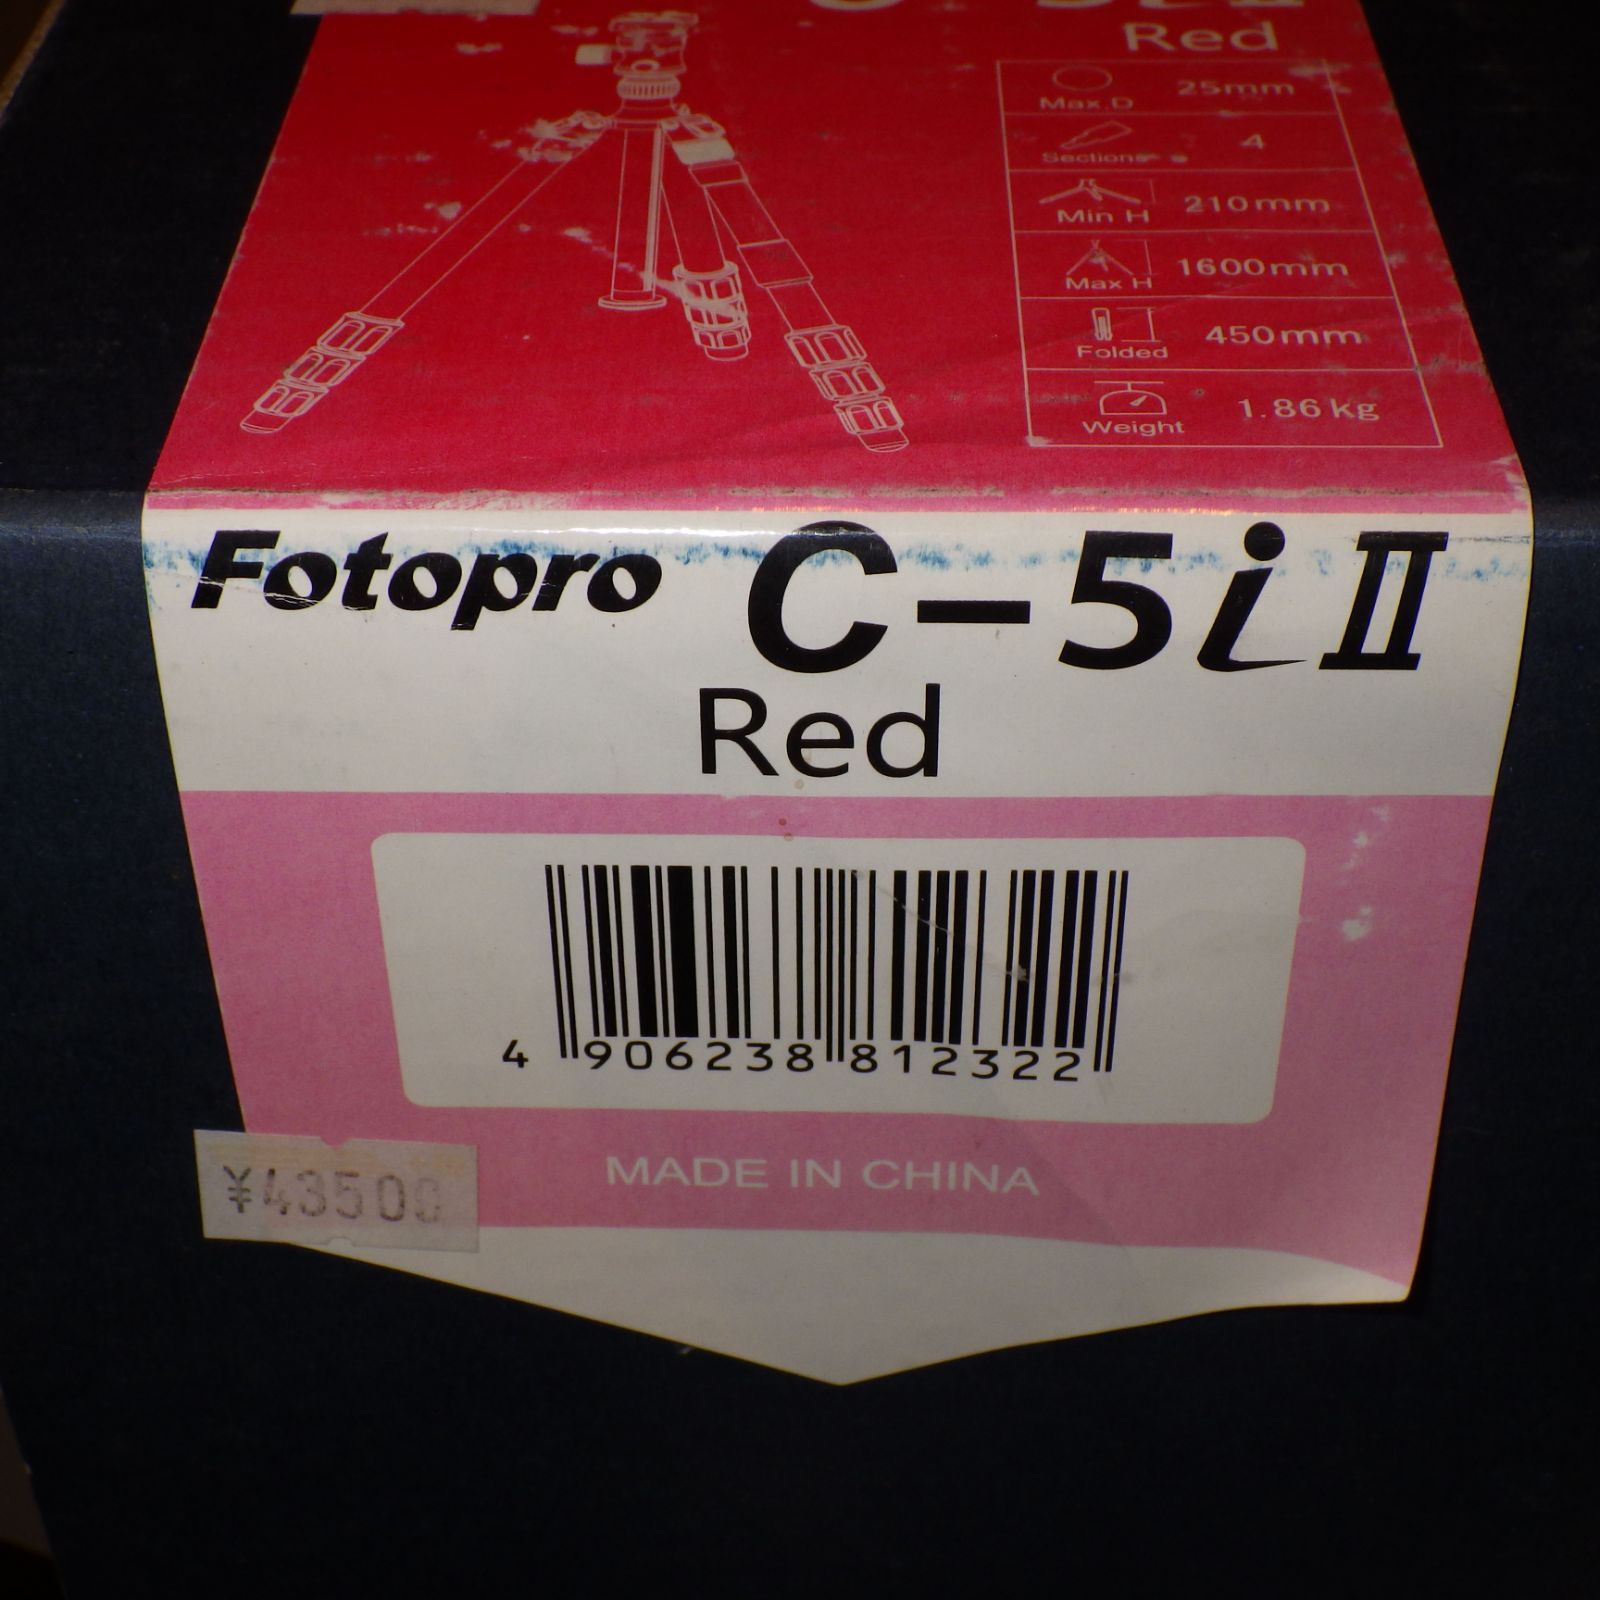 Red
Max.D 25mm
Sections 4
Min H 210mm
Max H 1600mm
Folded 450mm
Weight 1.86kg
Fotopro C-5i II
Red
4 906238 812322
MADE IN CHINA
¥43500